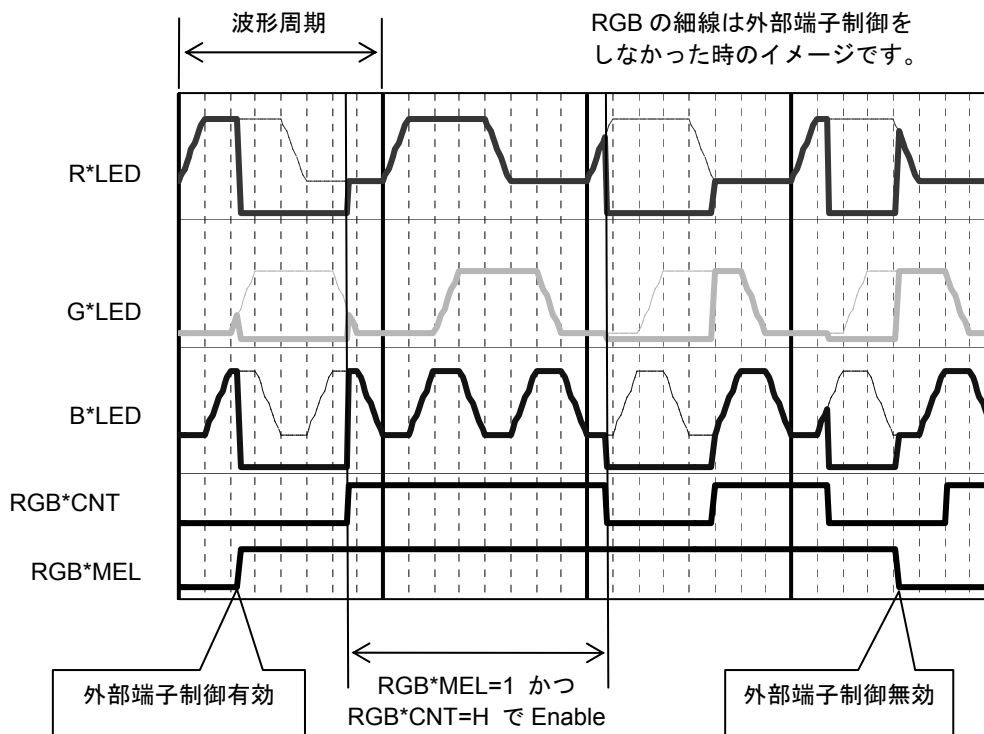 波形周期
RGB の細線は外部端子制御を
しなかった時のイメージです。
R*LED
G*LED
B*LED
RGB*CNT
RGB*MEL
外部端子制御有効
RGB*MEL=1 かつ
RGB*CNT=H で Enable
外部端子制御無効